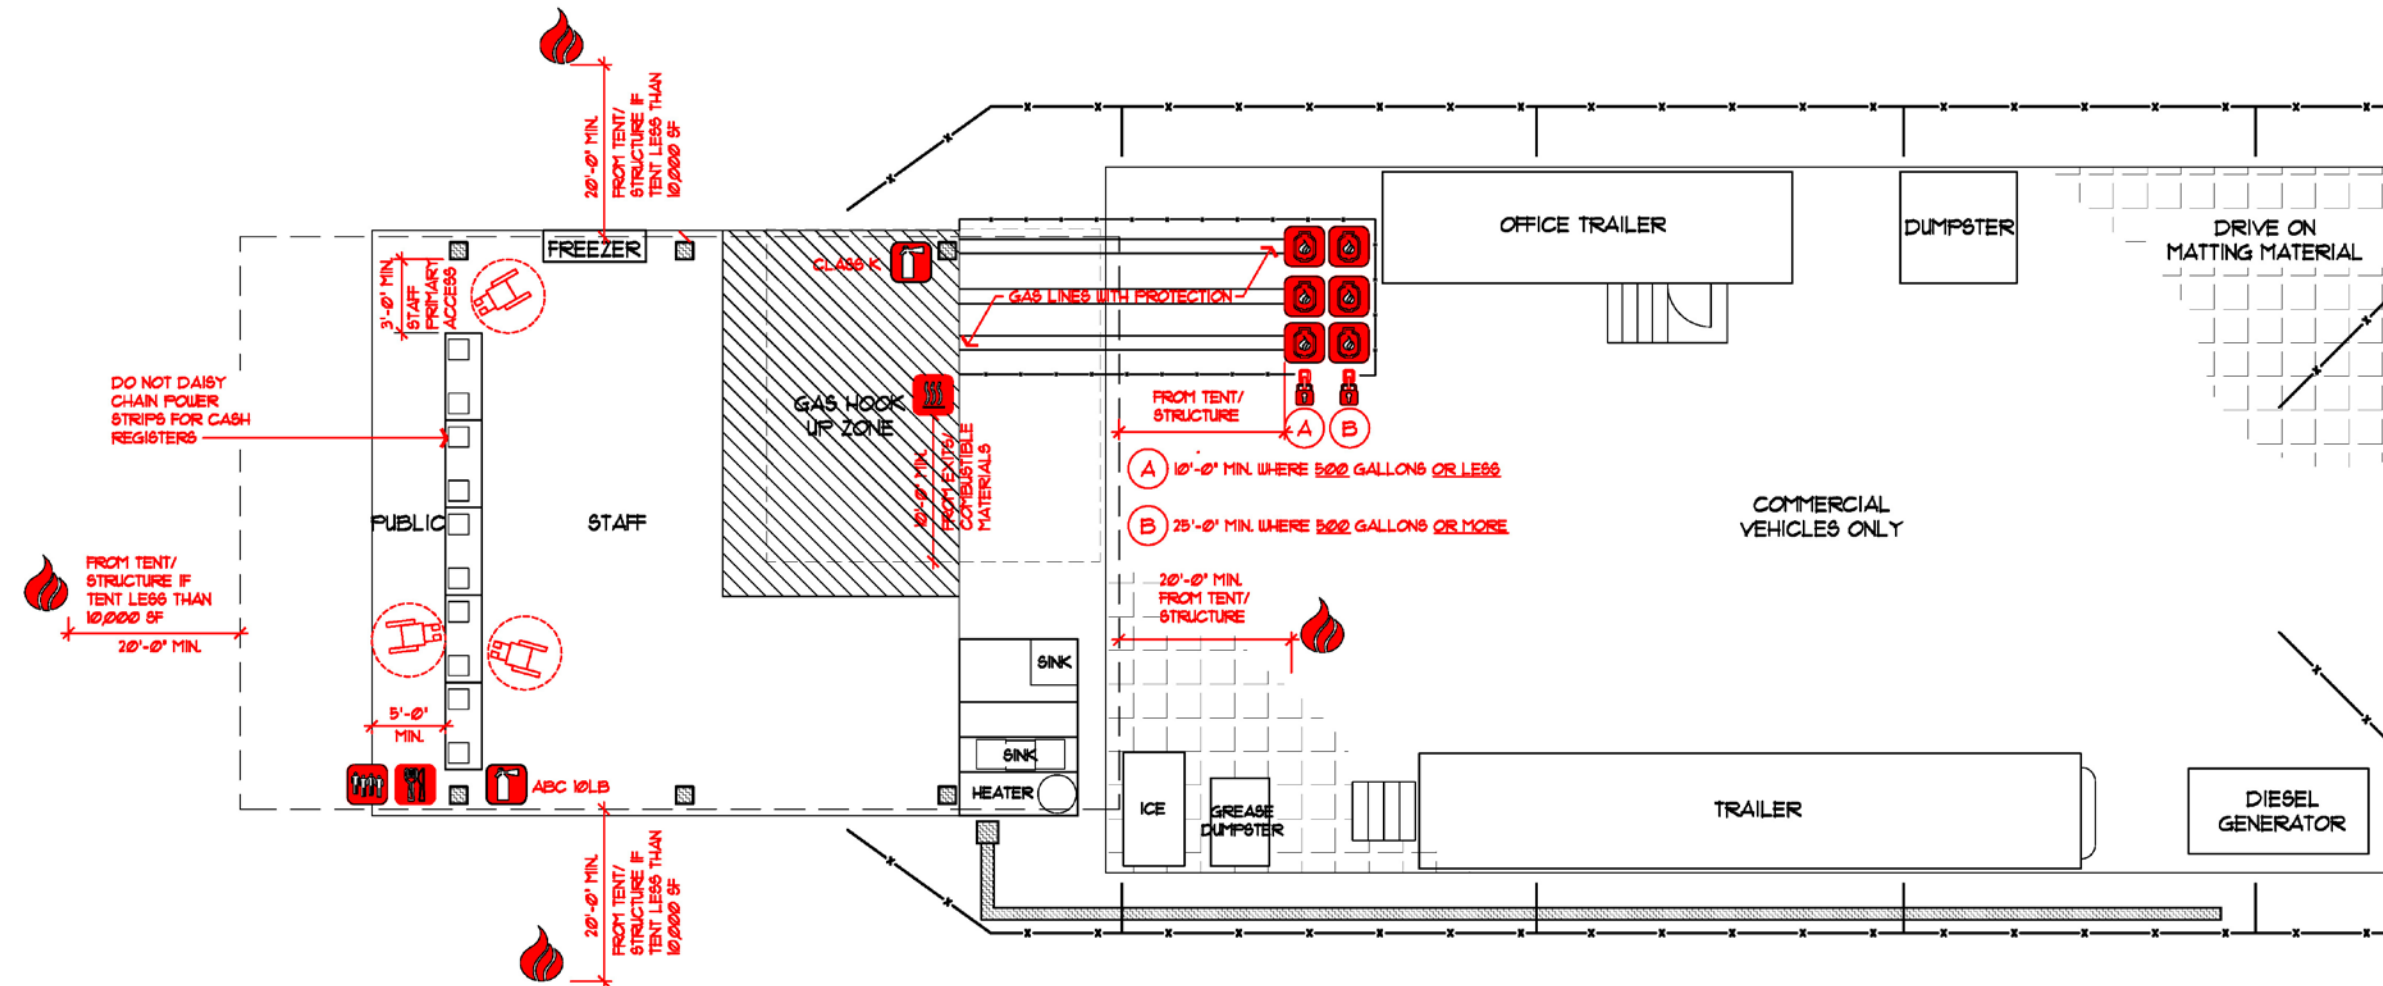 20'-0" MIN.
FROM TENT/
STRUCTURE IF
TENT LESS THAN
10,000 SF
FREEZER
3'-0" MIN
STAFF
PRIMARY
ACCESS
CLASS K
GAS LINES WITH PROTECTION
OFFICE TRAILER
DUMPSTER
DRIVE ON
MATTING MATERIAL
DO NOT DAISY
CHAIN POWER
STRIPS FOR CASH
REGISTERS
GAS HOOK
UP ZONE
10'-0" MIN.
FROM EXITS/
COMBUSTIBLE
MATERIALS
FROM TENT/
STRUCTURE
A
B
A 10'-0" MIN. WHERE 500 GALLONS OR LESS
B 25'-0" MIN. WHERE 500 GALLONS OR MORE
PUBLIC
STAFF
COMMERCIAL
VEHICLES ONLY
FROM TENT/
STRUCTURE IF
TENT LESS THAN
10,000 SF
20'-0" MIN.
20'-0" MIN.
FROM TENT/
STRUCTURE
SINK
5'-0"
MIN.
SINK
ABC 10LB
HEATER
ICE
GREASE
DUMPSTER
TRAILER
DIESEL
GENERATOR
20'-0" MIN.
FROM TENT/
STRUCTURE IF
TENT LESS THAN
10,000 SF